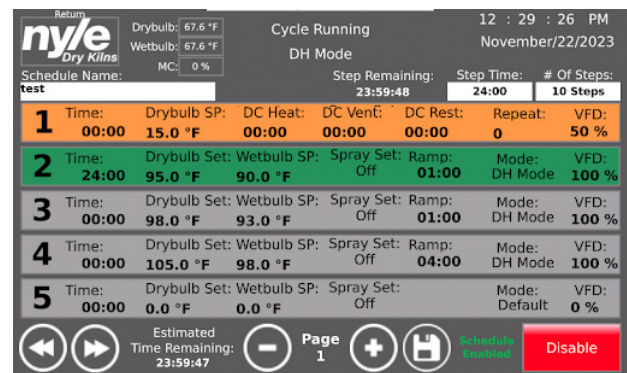 Return
nyle
Dry Kilns
Drybulb: 67.6 °F
Wetbulb: 67.6 °F
MC: 0 %
Cycle Running
DH Mode
12 : 29 : 26 PM
November/22/2023
Schedule Name:
test
Step Remaining:
23:59:48
Step Time:
24:00
# Of Steps:
10 Steps
1 Time: Drybulb SP: DC Heat: DC Vent: DC Rest: Repeat: VFD:
00:00 15.0 °F 00:00 00:00 00:00 0 50 %
2 Time: Drybulb Set: Wetbulb SP: Spray Set: Ramp: Mode: VFD:
24:00 95.0 °F 90.0 °F Off 01:00 DH Mode 100 %
3 Time: Drybulb Set: Wetbulb SP: Spray Set: Ramp: Mode: VFD:
00:00 98.0 °F 93.0 °F Off 01:00 DH Mode 100 %
4 Time: Drybulb Set: Wetbulb SP: Spray Set: Ramp: Mode: VFD:
00:00 105.0 °F 98.0 °F Off 04:00 DH Mode 100 %
5 Time: Drybulb Set: Wetbulb SP: Spray Set: Mode: VFD:
00:00 0.0 °F 0.0 °F Off Default 0 %
Estimated
Time Remaining:
23:59:47
Page
1
Schedule
Enabled
Disable